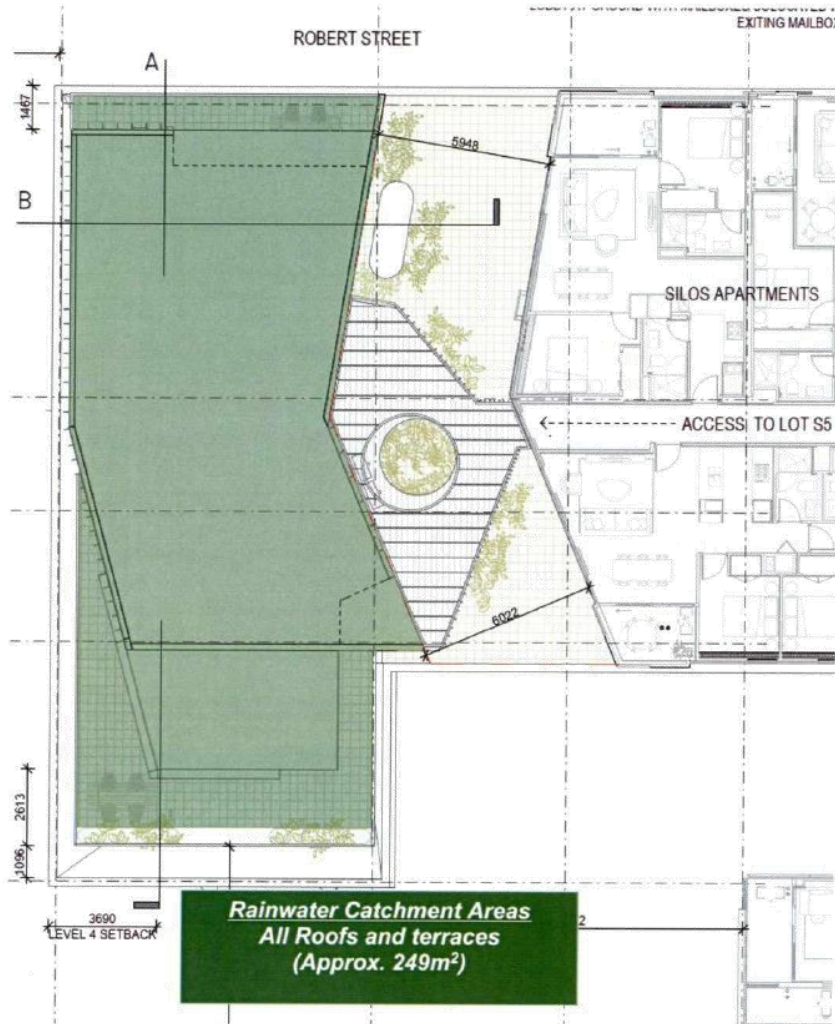 EXITING MAILBO
ROBERT STREET
A
1467
5948
B
SILOS APARTMENTS
ACCESS TO LOT S5
6022
2613
1096
3690
LEVEL 4 SETBACK
Rainwater Catchment Areas
All Roofs and terraces
(Approx. 249m²)
2